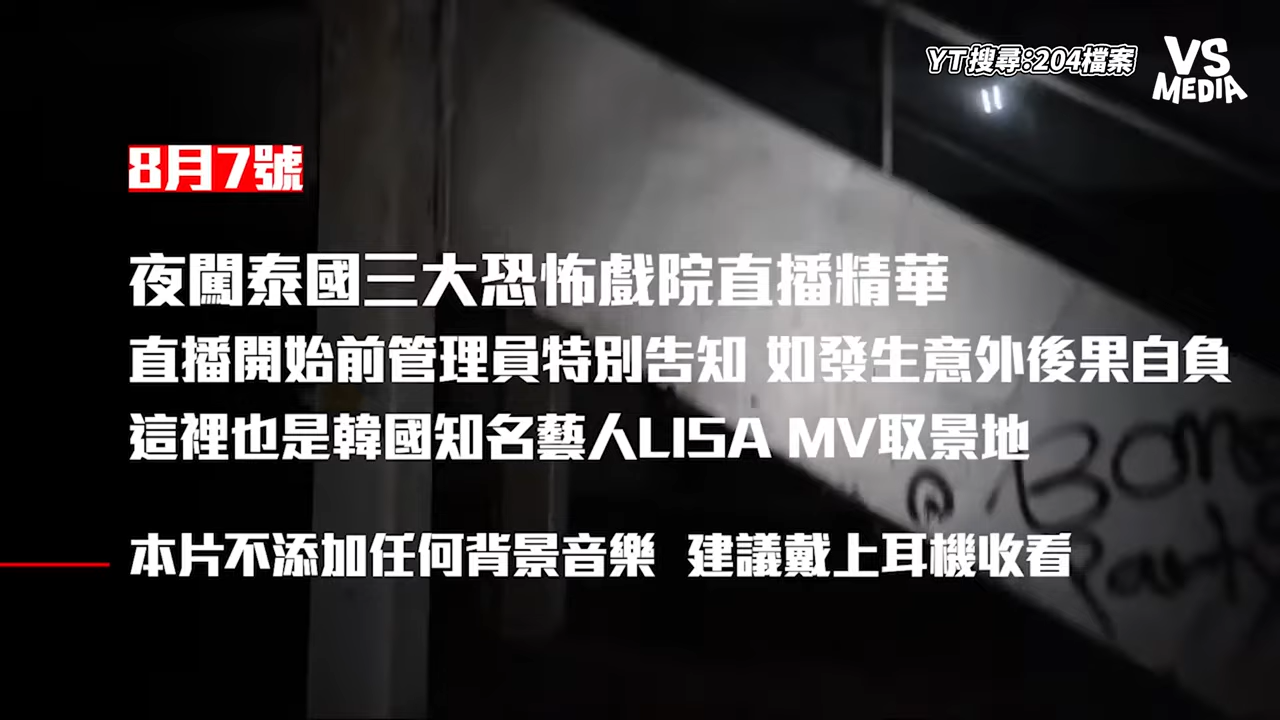 YT搜尋:204檔案
VS
MEDIA
8月7號
夜闖泰國三大恐怖戲院直播精華
直播開始前管理員特別告知 如發生意外後果自負
這裡也是韓國知名藝人LISA MV取景地
本片不添加任何背景音樂 建議戴上耳機收看